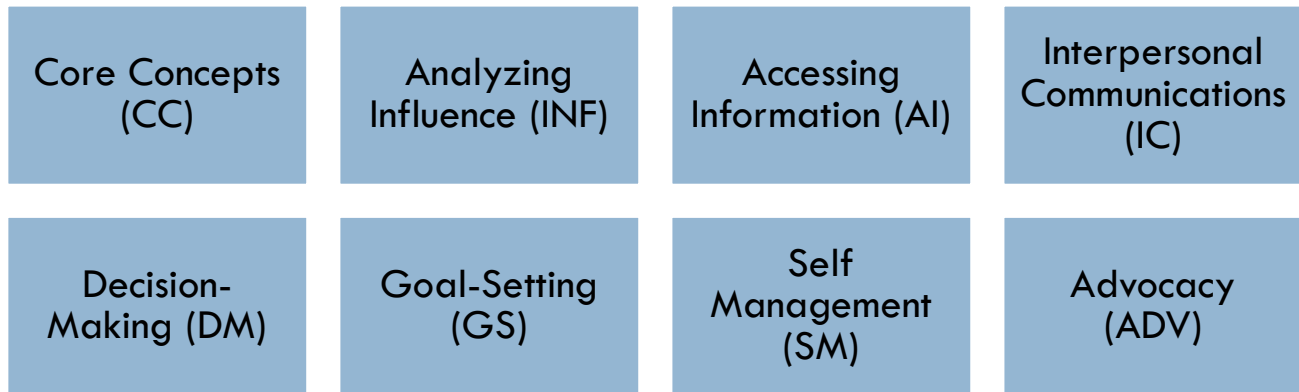 Core Concepts
(CC)
Analyzing
Influence (INF)
Accessing
Information (AI)
Interpersonal
Communications
(IC)
Decision-
Making (DM)
Goal-Setting
(GS)
Self
Management
(SM)
Advocacy
(ADV)